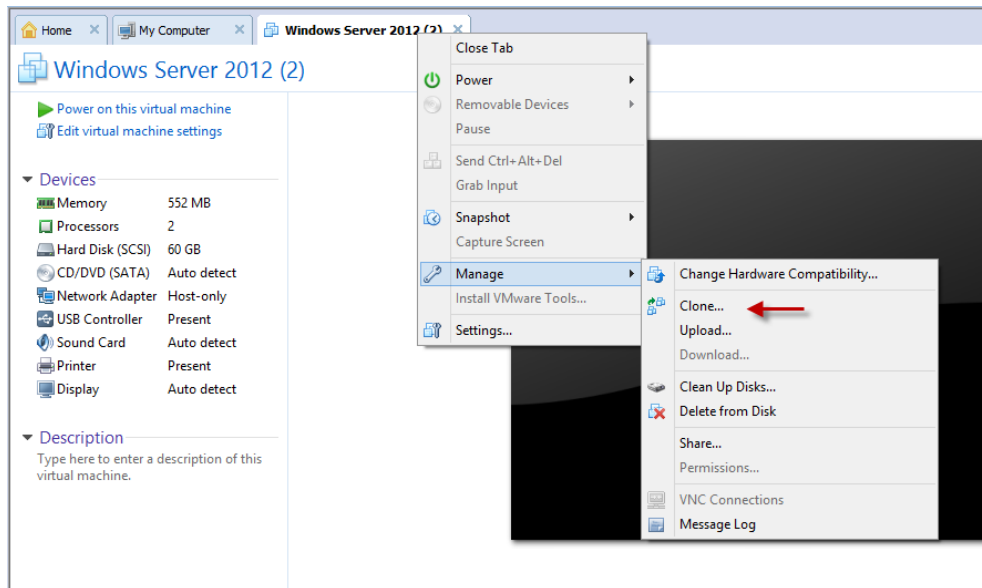 Home
My Computer
Windows Server 2012 (2)
Windows Server 2012 (2)
Power on this virtual machine
Edit virtual machine settings
Devices
Memory 552 MB
Processors 2
Hard Disk (SCSI) 60 GB
CD/DVD (SATA) Auto detect
Network Adapter Host-only
USB Controller Present
Sound Card Auto detect
Printer Present
Display Auto detect
Description
Type here to enter a description of this
virtual machine.
Close Tab
Power
Removable Devices
Pause
Send Ctrl+Alt+Del
Grab Input
Snapshot
Capture Screen
Manage
Install VMware Tools...
Settings...
Change Hardware Compatibility...
Clone...
Upload...
Download...
Clean Up Disks...
Delete from Disk
Share...
Permissions...
VNC Connections
Message Log